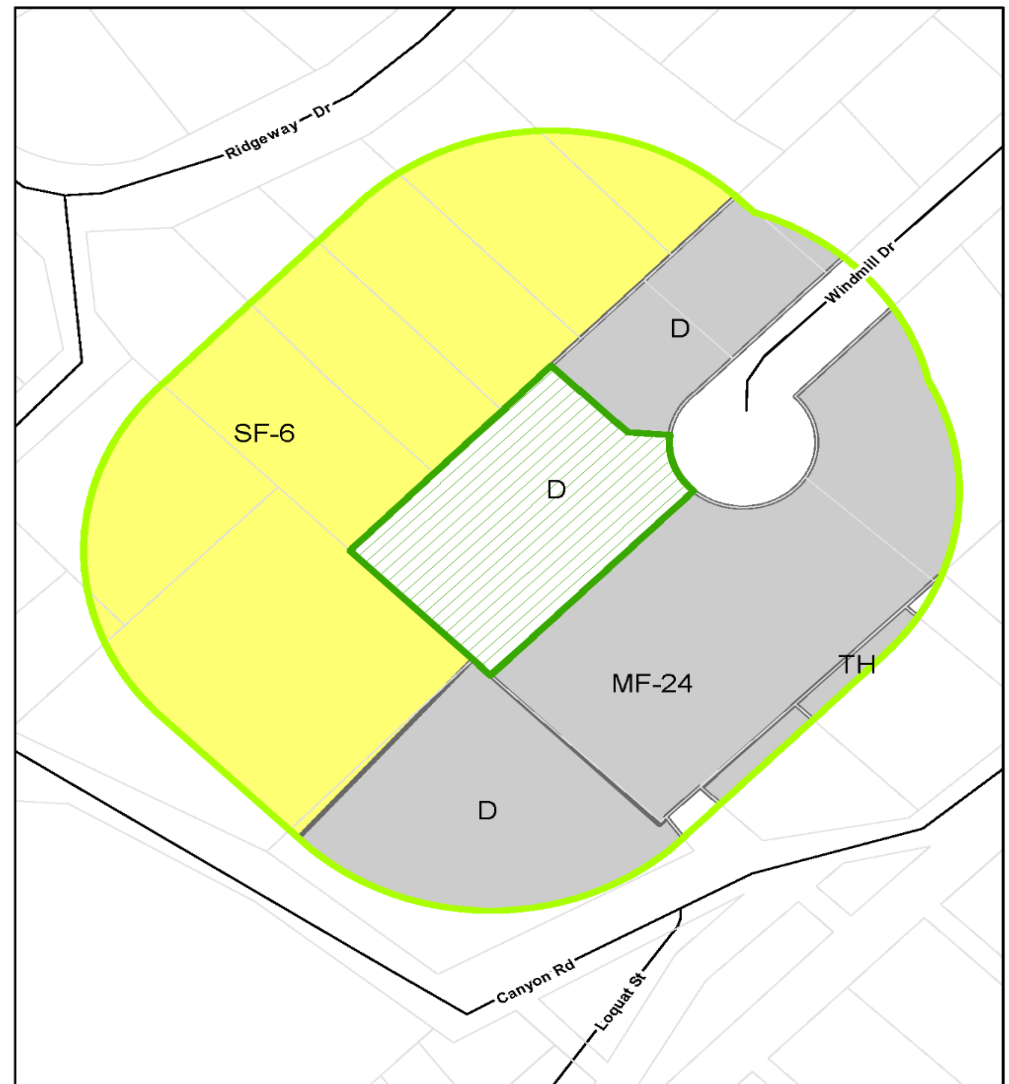 Ridgeway Dr
Windmill Dr
D
SF-6
D
TH
MF-24
D
Canyon Rd
Loquat St